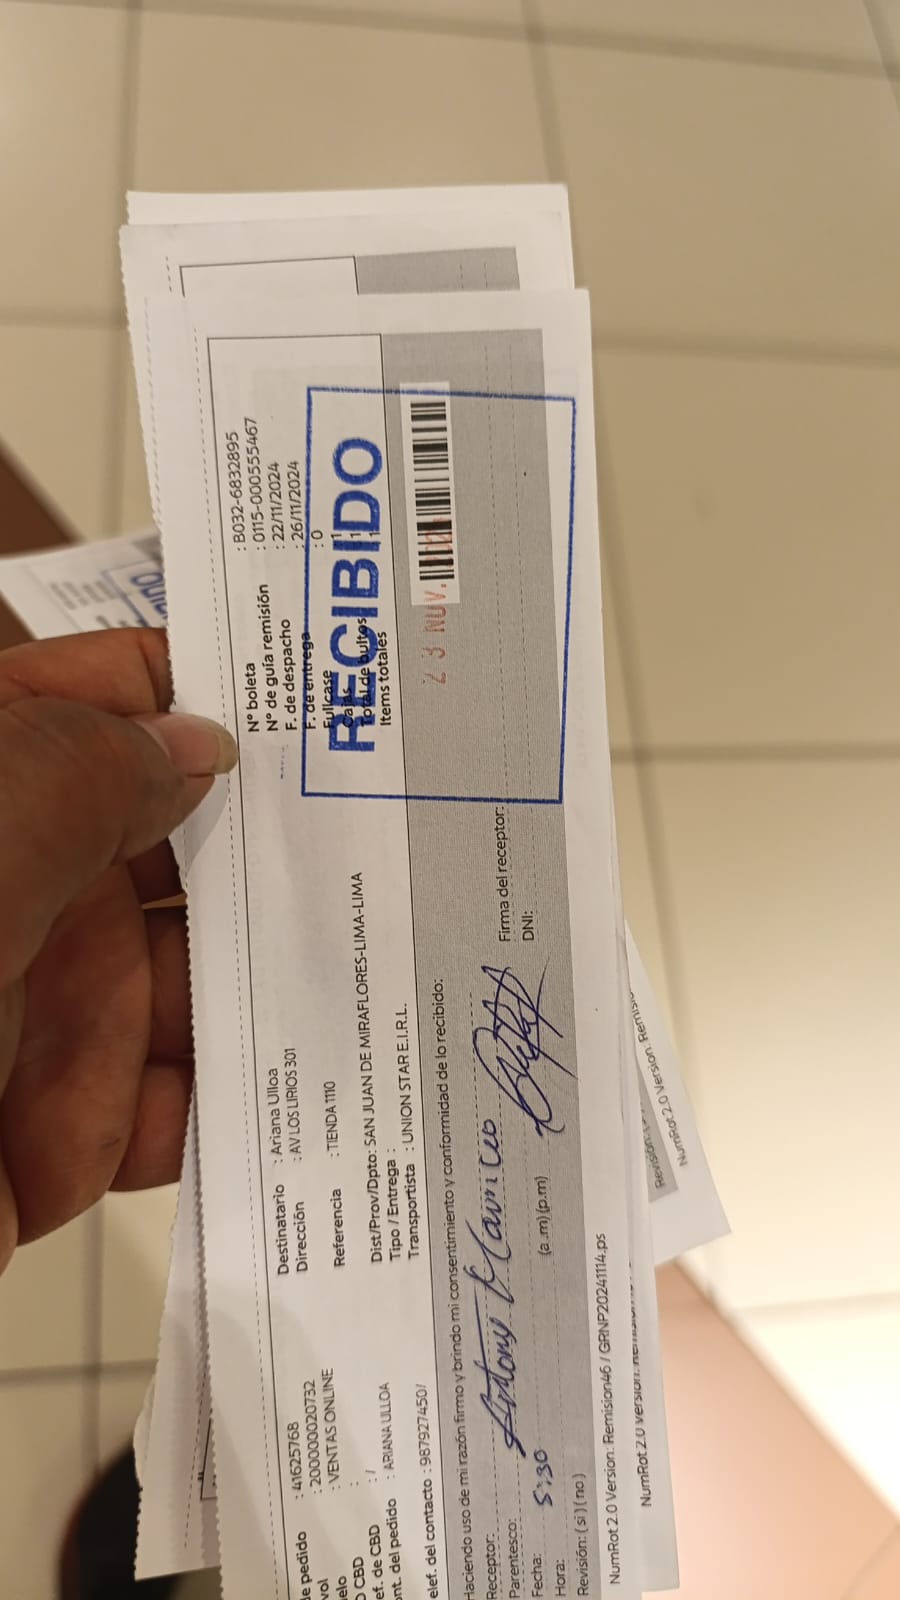 de pedido : 41625768
vol : 200000020732
elo : VENTAS ONLINE
CBD :
ef. de CBD : /
ont. del pedido : ARIANA ULLOA
elef. del contacto : 987927450/
Destinatario : Ariana Ulloa
Dirección : AV LOS LIRIOS 301
Referencia : TIENDA 1110
Dist/Prov/Dpto: SAN JUAN DE MIRAFLORES-LIMA-LIMA
Tipo / Entrega :
Transportista : UNION STAR E.I.R.L.
N° boleta : B032-6832895
N° de guía remisión : 0115-000555467
F. de despacho : 22/11/2024
F. de entrega : 26/11/2024
Fullcase : 0
Cajas : 1
Total de bultos : 1
Items totales : 1
RECIBIDO
23 NOV.
Haciendo uso de mi razón firmo y brindo mi consentimiento y conformidad de lo recibido:
Receptor: Antony Mauricio
Parentesco:
Fecha: 5:30
Hora: (a .m) (p.m)
Revisión: ( si ) ( no )
Firma del receptor:
DNI:
NumRot 2.0 Version: Remision46 / GRNP20241114.ps
NumRot 2.0 Version: Remision
Revisión: (
NumRot 2.0 Version: Remisio